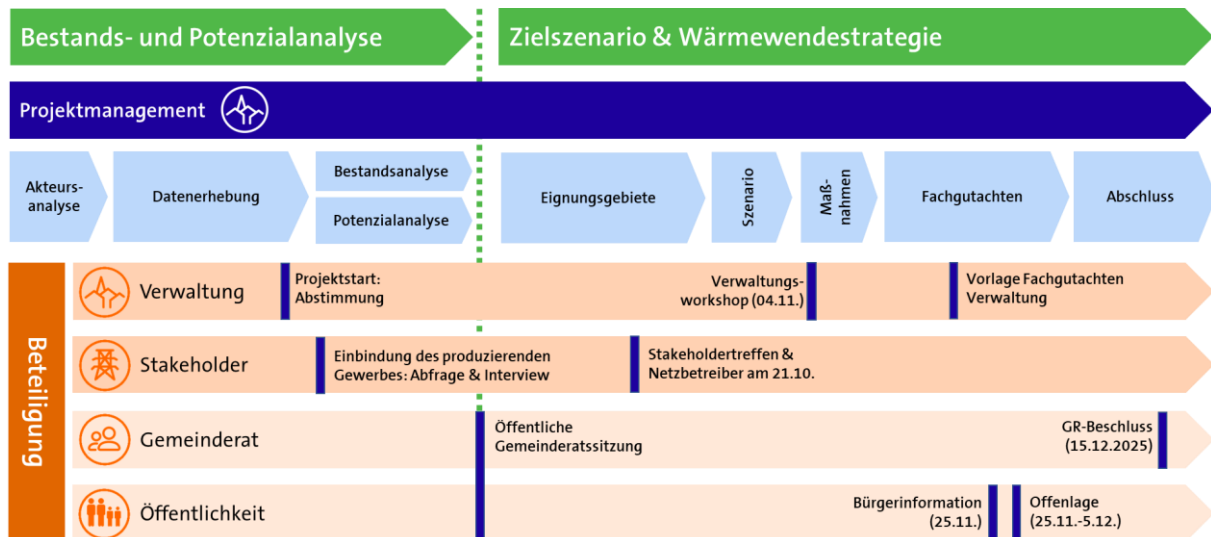 Bestands- und Potenzialanalyse
Zielszenario & Wärmewendestrategie
Projektmanagement
Akteurs-
analyse
Datenerhebung
Bestandsanalyse
Potenzialanalyse
Eignungsgebiete
Szenario
Maß-
nahmen
Fachgutachten
Abschluss
Beteiligung
Verwaltung
Projektstart:
Abstimmung
Verwaltungs-
workshop (04.11.)
Vorlage Fachgutachten
Verwaltung
Stakeholder
Einbindung des produzierenden
Gewerbes: Abfrage & Interview
Stakeholdertreffen &
Netzbetreiber am 21.10.
Gemeinderat
Öffentliche
Gemeinderatssitzung
GR-Beschluss
(15.12.2025)
Öffentlichkeit
Bürgerinformation
(25.11.)
Offenlage
(25.11.-5.12.)